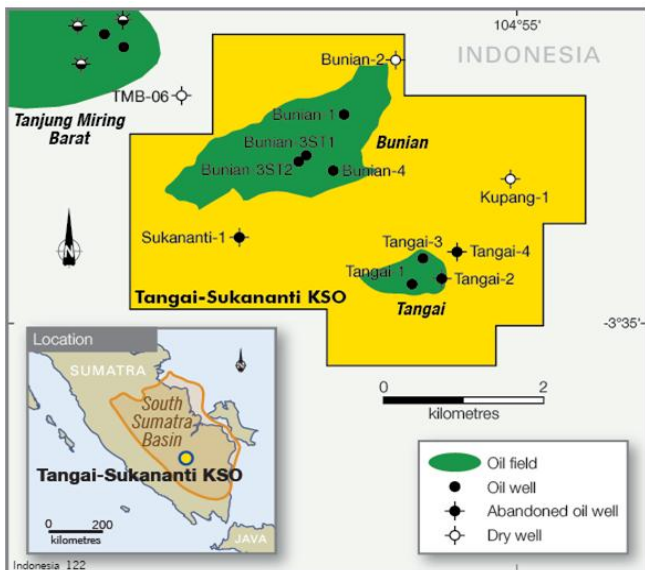 104°55'
INDONESIA
Bunian-2
TMB-06
Tanjung Miring
Barat
Bunian-1
Bunian
Bunian-3ST1
Bunian-3ST2
Bunian-4
Kupang-1
Sukananti-1
Tangai-3
Tangai-4
Tangai-1
Tangai-2
Tangai-Sukananti KSO
Tangai
-3°35'
N
Location
SUMATRA
South
Sumatra
Basin
Tangai-Sukananti KSO
0 200
kilometres
JAVA
N
0 2
kilometres
Oil field
Oil well
Abandoned oil well
Dry well
Indonesia 122